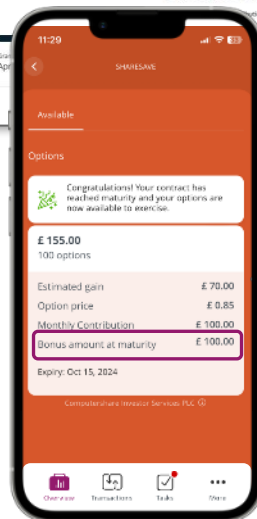 11:29
SHARESAVE
Available
Options
Congratulations! Your contract has
reached maturity and your options are
now available to exercise.
£ 155.00
100 options
Estimated gain £ 70.00
Option price £ 0.85
Monthly Contribution £ 100.00
Bonus amount at maturity £ 100.00
Expiry: Oct 15, 2024
Computershare Investor Services PLC
Overview Transactions Tasks More